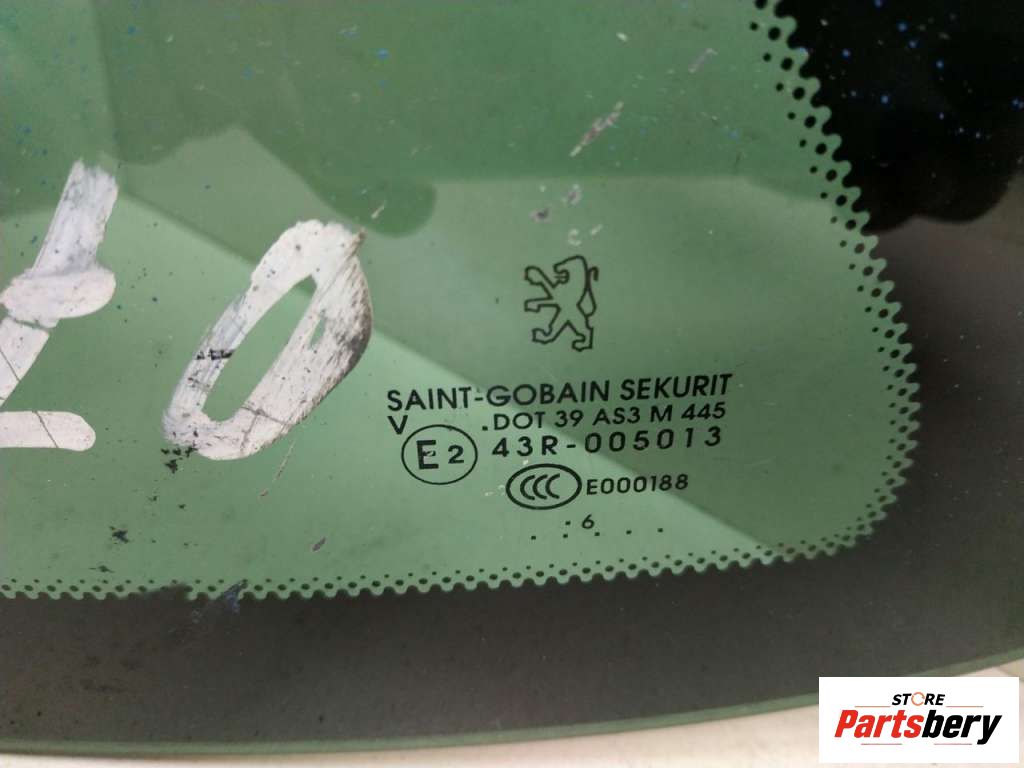 SAINT-GOBAIN SEKURIT
V .DOT 39 AS3 M 445
E2 43R-005013
CCC E000188
. . 6 . . .
STORE
Partsbery